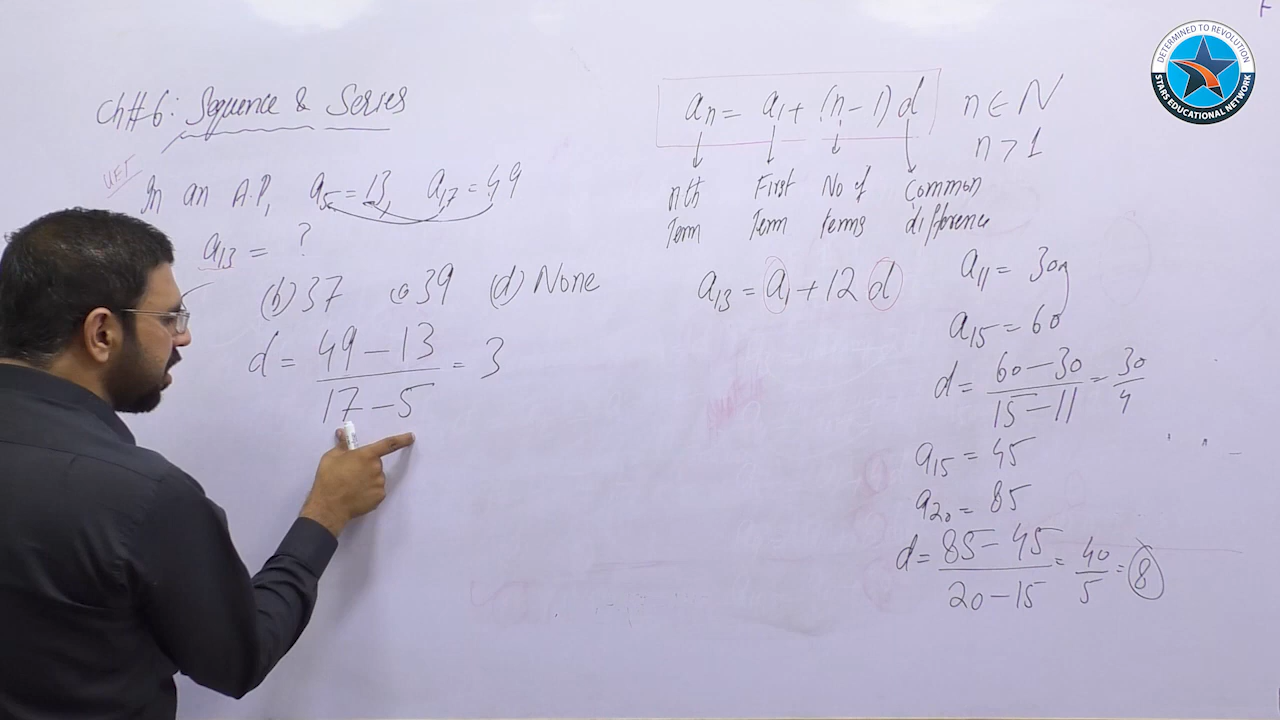 Ch#6: Sequence & Series
UET
In an A.P, a5 = 13, a17 = 49
a13 = ?
(b) 37 (c) 39 (d) None
d = 49 - 13 / 17 - 5 = 3
an = a1 + (n - 1) d n ∈ N
n > 1
nth Term
First Term
No of terms
Common difference
a13 = a1 + 12 d
a11 = 30
a15 = 60
d = 60 - 30 / 15 - 11 = 30 / 4
a15 = 45
a20 = 85
d = 85 - 45 / 20 - 15 = 40 / 5 = 8
DETERMINED TO REVOLUTION
STARS EDUCATIONAL NETWORK